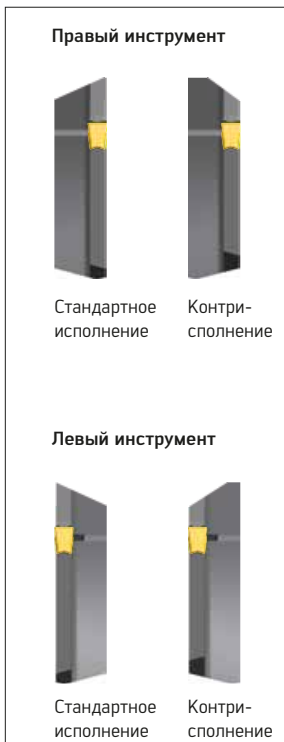 Правый инструмент
Стандартное
исполнение
Контри-
сполнение
Левый инструмент
Стандартное
исполнение
Контри-
сполнение